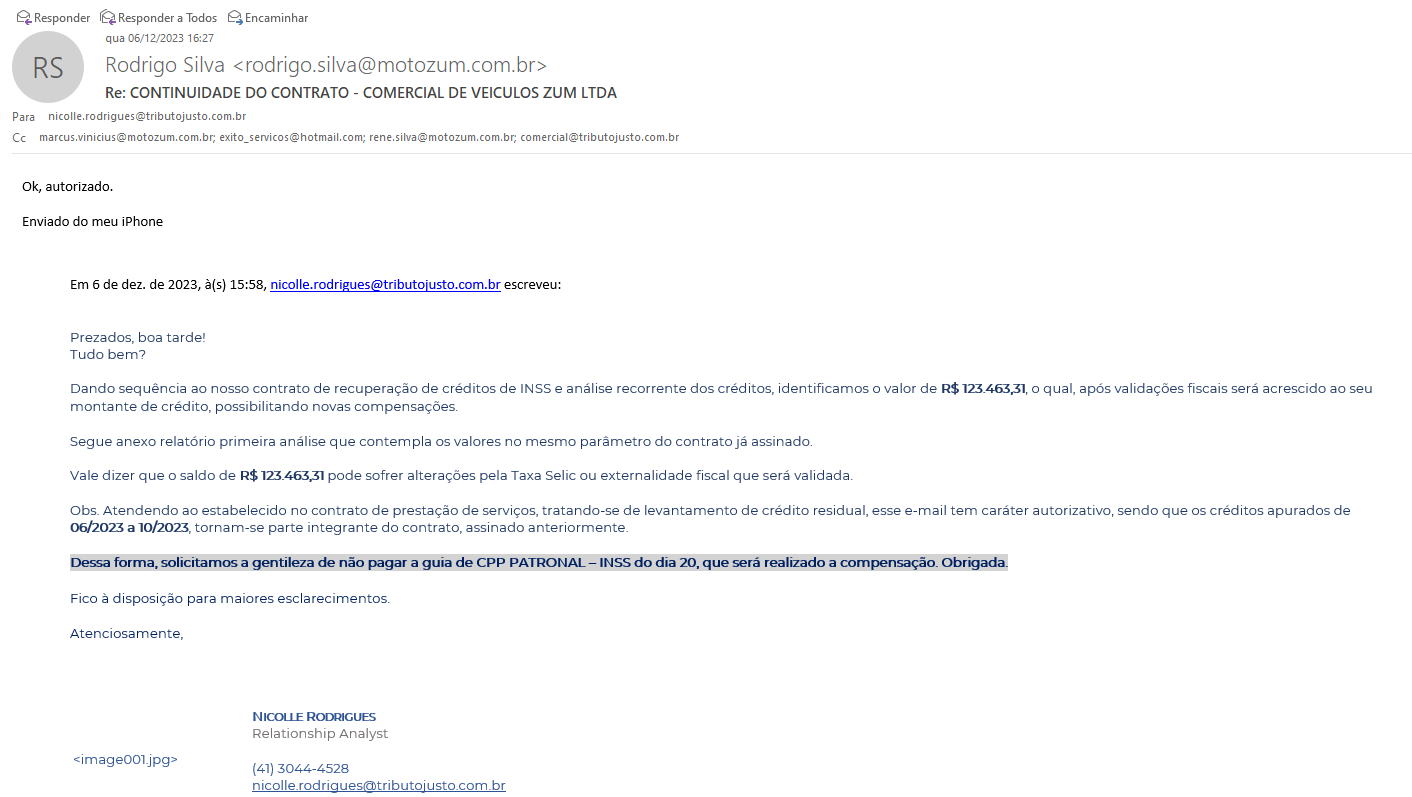 Responder Responder a Todos Encaminhar
qua 06/12/2023 16:27
RS
Rodrigo Silva <rodrigo.silva@motozum.com.br>
Re: CONTINUIDADE DO CONTRATO - COMERCIAL DE VEICULOS ZUM LTDA
Para nicolle.rodrigues@tributojusto.com.br
Cc marcus.vinicius@motozum.com.br; exito_servicos@hotmail.com; rene.silva@motozum.com.br; comercial@tributojusto.com.br
Ok, autorizado.
Enviado do meu iPhone
Em 6 de dez. de 2023, à(s) 15:58, nicolle.rodrigues@tributojusto.com.br escreveu:
Prezados, boa tarde!
Tudo bem?
Dando sequência ao nosso contrato de recuperação de créditos de INSS e análise recorrente dos créditos, identificamos o valor de R$ 123.463,31, o qual, após validações fiscais será acrescido ao seu
montante de crédito, possibilitando novas compensações.
Segue anexo relatório primeira análise que contempla os valores no mesmo parâmetro do contrato já assinado.
Vale dizer que o saldo de R$ 123.463,31 pode sofrer alterações pela Taxa Selic ou externalidade fiscal que será validada.
Obs. Atendendo ao estabelecido no contrato de prestação de serviços, tratando-se de levantamento de crédito residual, esse e-mail tem caráter autorizativo, sendo que os créditos apurados de
06/2023 a 10/2023, tornam-se parte integrante do contrato, assinado anteriormente.
Dessa forma, solicitamos a gentileza de não pagar a guia de CPP PATRONAL – INSS do dia 20, que será realizado a compensação. Obrigada.
Fico à disposição para maiores esclarecimentos.
Atenciosamente,
NICOLLE RODRIGUES
Relationship Analyst
<image001.jpg>
(41) 3044-4528
nicolle.rodrigues@tributojusto.com.br